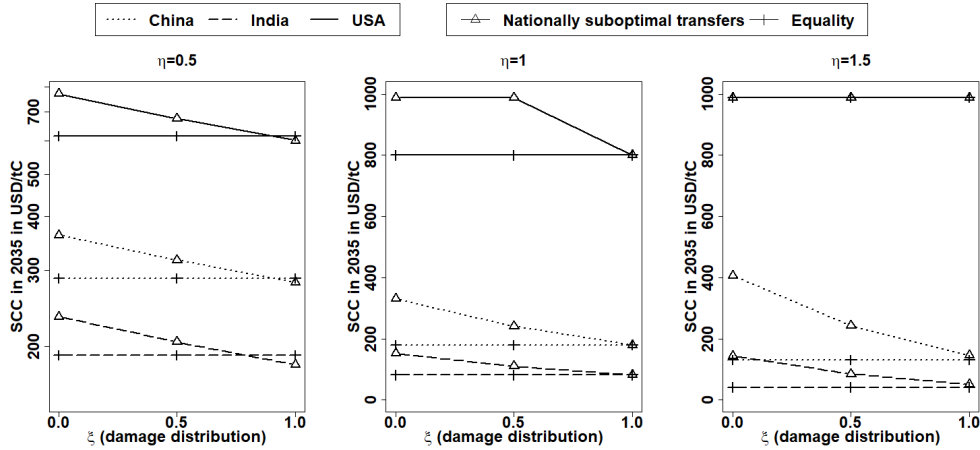 China India USA
Nationally suboptimal transfers Equality
η=0.5
η=1
η=1.5
SCC in 2035 in USD/tC
200 300 400 500 700
0.0 0.5 1.0
ξ (damage distribution)
SCC in 2035 in USD/tC
0 200 400 600 800 1000
0.0 0.5 1.0
ξ (damage distribution)
SCC in 2035 in USD/tC
0 200 400 600 800 1000
0.0 0.5 1.0
ξ (damage distribution)